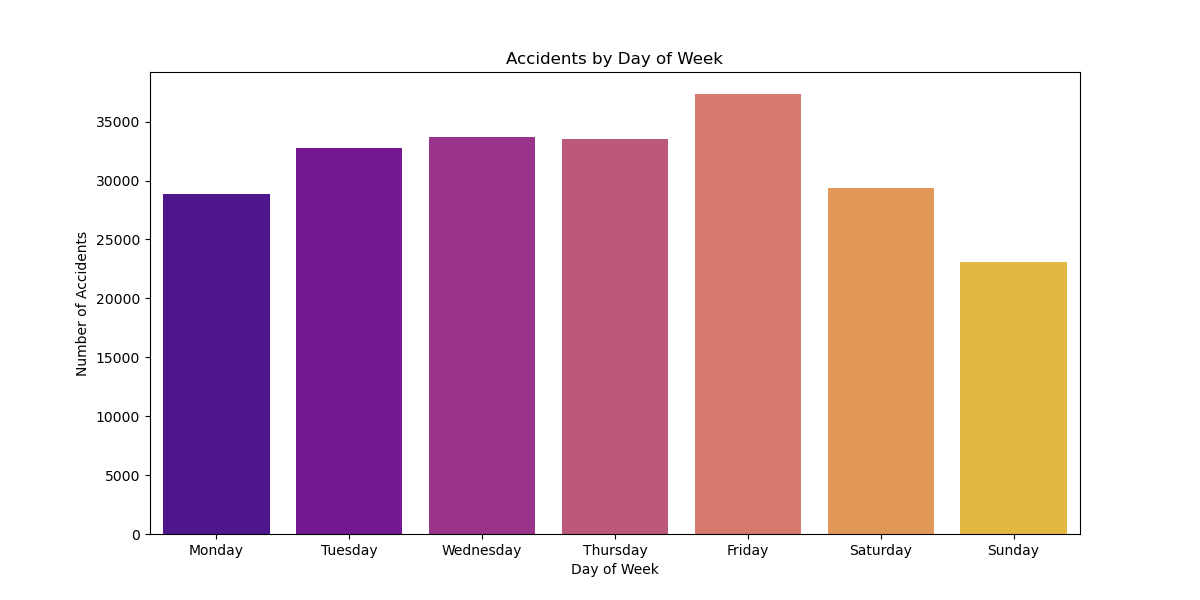 Accidents by Day of Week
Number of Accidents
35000
30000
25000
20000
15000
10000
5000
0
Monday Tuesday Wednesday Thursday Friday Saturday Sunday
Day of Week